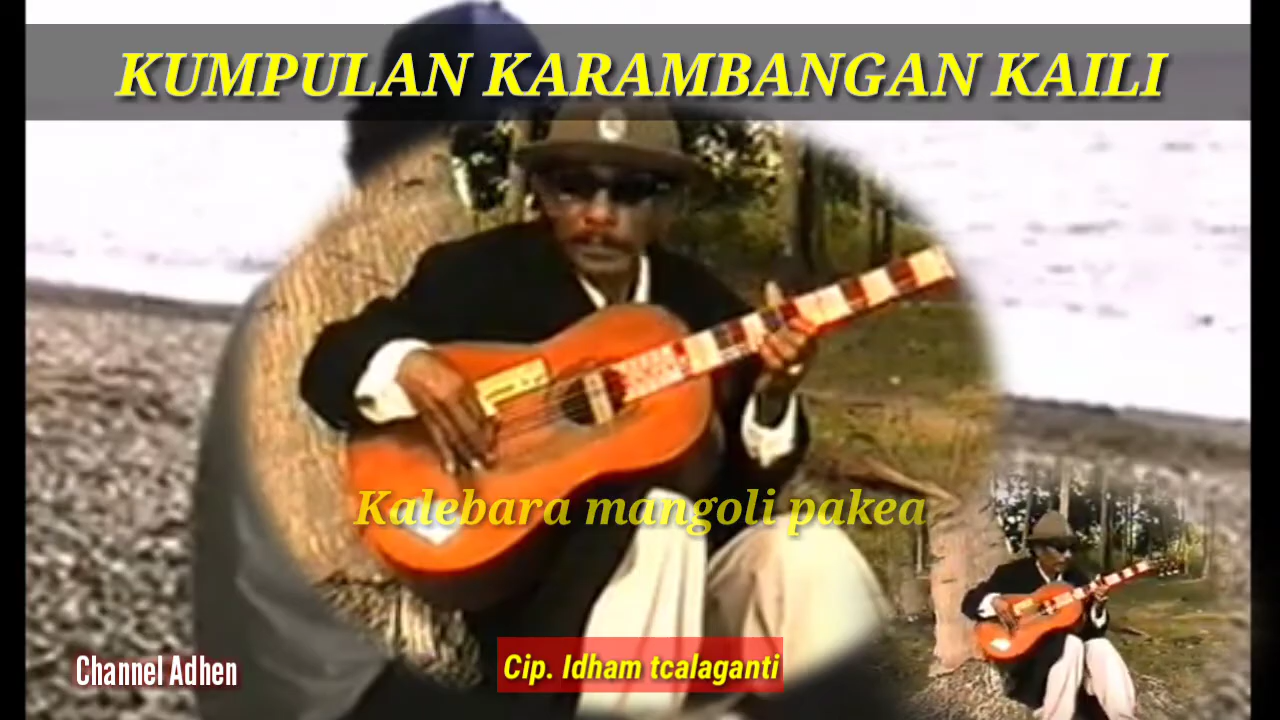 KUMPULAN KARAMBANGAN KAILI
Kalebara mangoli pakea
Cip. Idham tcalaganti
Channel Adhen